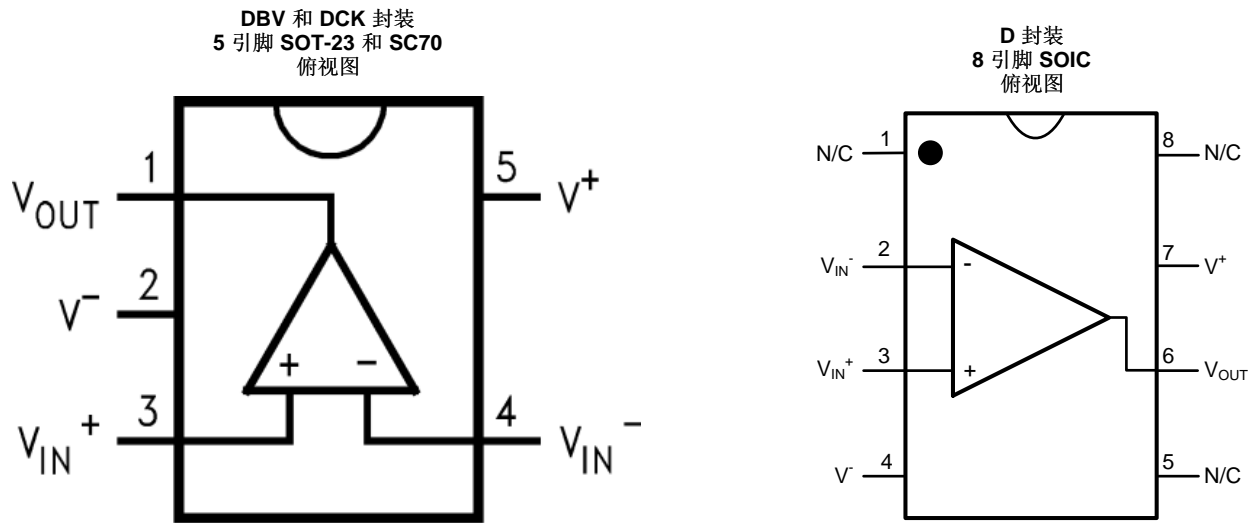 DBV 和 DCK 封装
5 引脚 SOT-23 和 SC70
俯视图
1
VOUT
2
V-
3
VIN+
5
V+
4
VIN-
+
-
D 封装
8 引脚 SOIC
俯视图
N/C 1
VIN- 2
VIN+ 3
V- 4
8 N/C
7 V+
6 VOUT
5 N/C
-
+